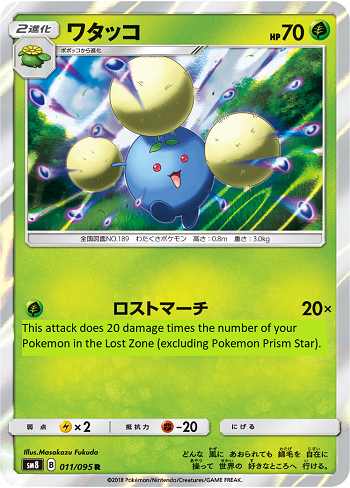 2進化 ワタッコ HP70
ポポッコから進化
全国図鑑NO.189 わたくさポケモン 高さ:0.8m 重さ:3.0kg
ロストマーチ 20×
This attack does 20 damage times the number of your
Pokemon in the Lost Zone (excluding Pokemon Prism Star).
弱点 ×2 抵抗力 -20 にげる
Illus.Masakazu Fukuda
sm8 B 011/095 R
どんな 風に あおられても 綿毛を 自在に
操って 世界の 好きなところへ 行ける。
©2018 Pokémon/Nintendo/Creatures/GAME FREAK.